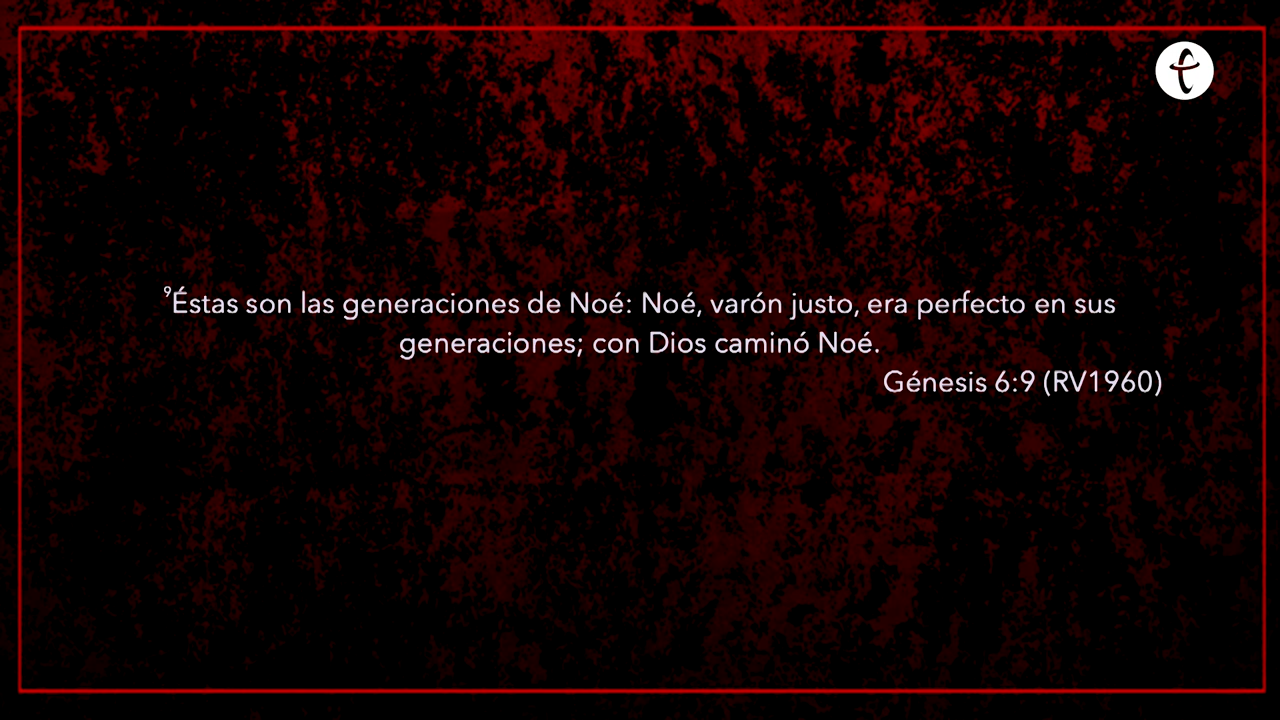 ⁹Éstas son las generaciones de Noé: Noé, varón justo, era perfecto en sus
generaciones; con Dios caminó Noé.
Génesis 6:9 (RV1960)